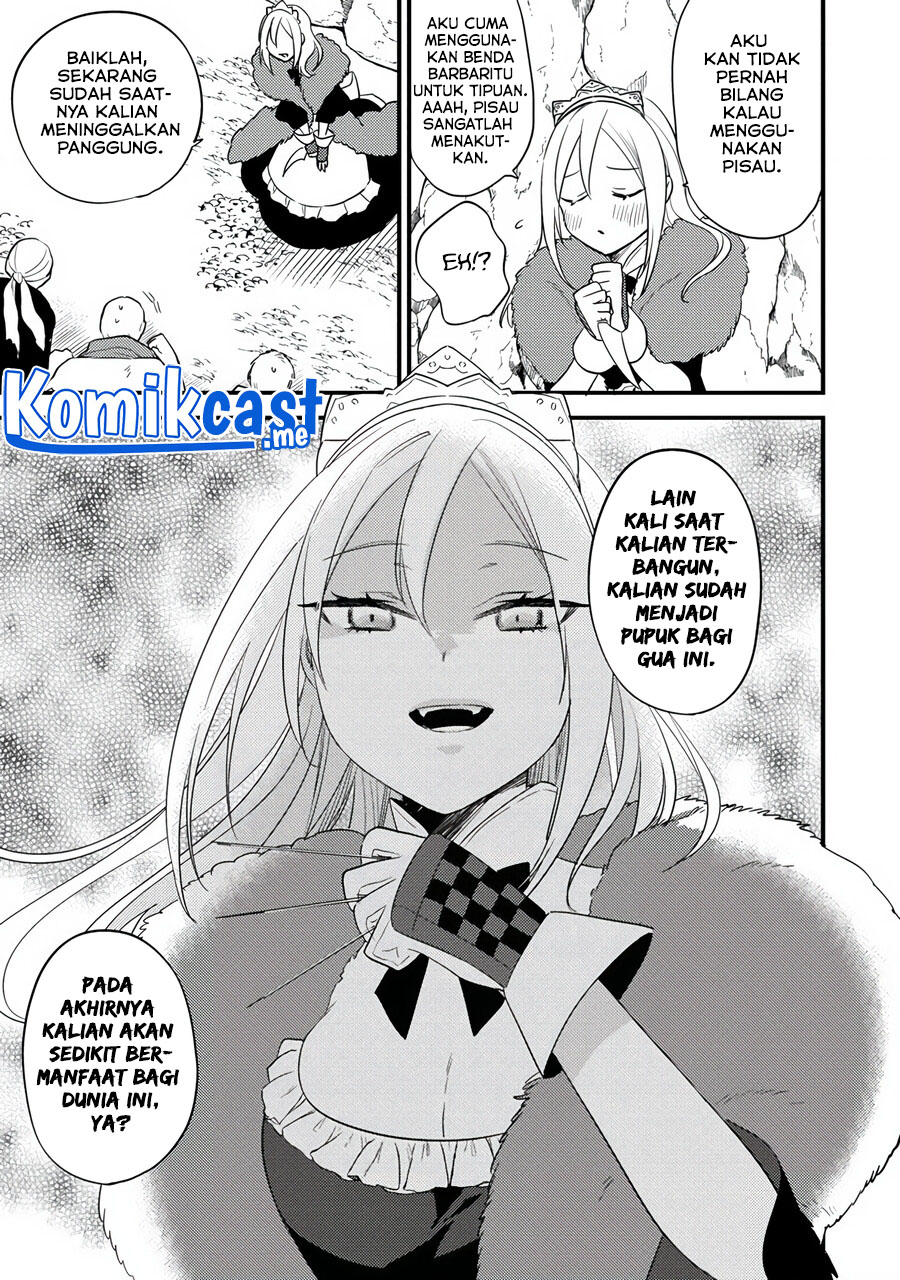 AKU
KAN TIDAK
PERNAH
BILANG
KALAU
MENGGU-
NAKAN
PISAU.
AKU CUMA
MENGGUNA-
KAN BENDA
BARBARITU
UNTUK TIPUAN.
AAAH, PISAU
SANGATLAH
MENAKUT-
KAN.
EH!?
BAIKLAH,
SEKARANG
SUDAH SAAT-
NYA KALIAN
MENINGGALKAN
PANGGUNG.
Komikcast
.me
LAIN
KALI SAAT
KALIAN TER-
BANGUN,
KALIAN SUDAH
MENJADI
PUPUK BAGI
GUA INI.
PADA
AKHIRNYA
KALIAN AKAN
SEDIKIT BER-
MANFAAT BAGI
DUNIA INI,
YA?